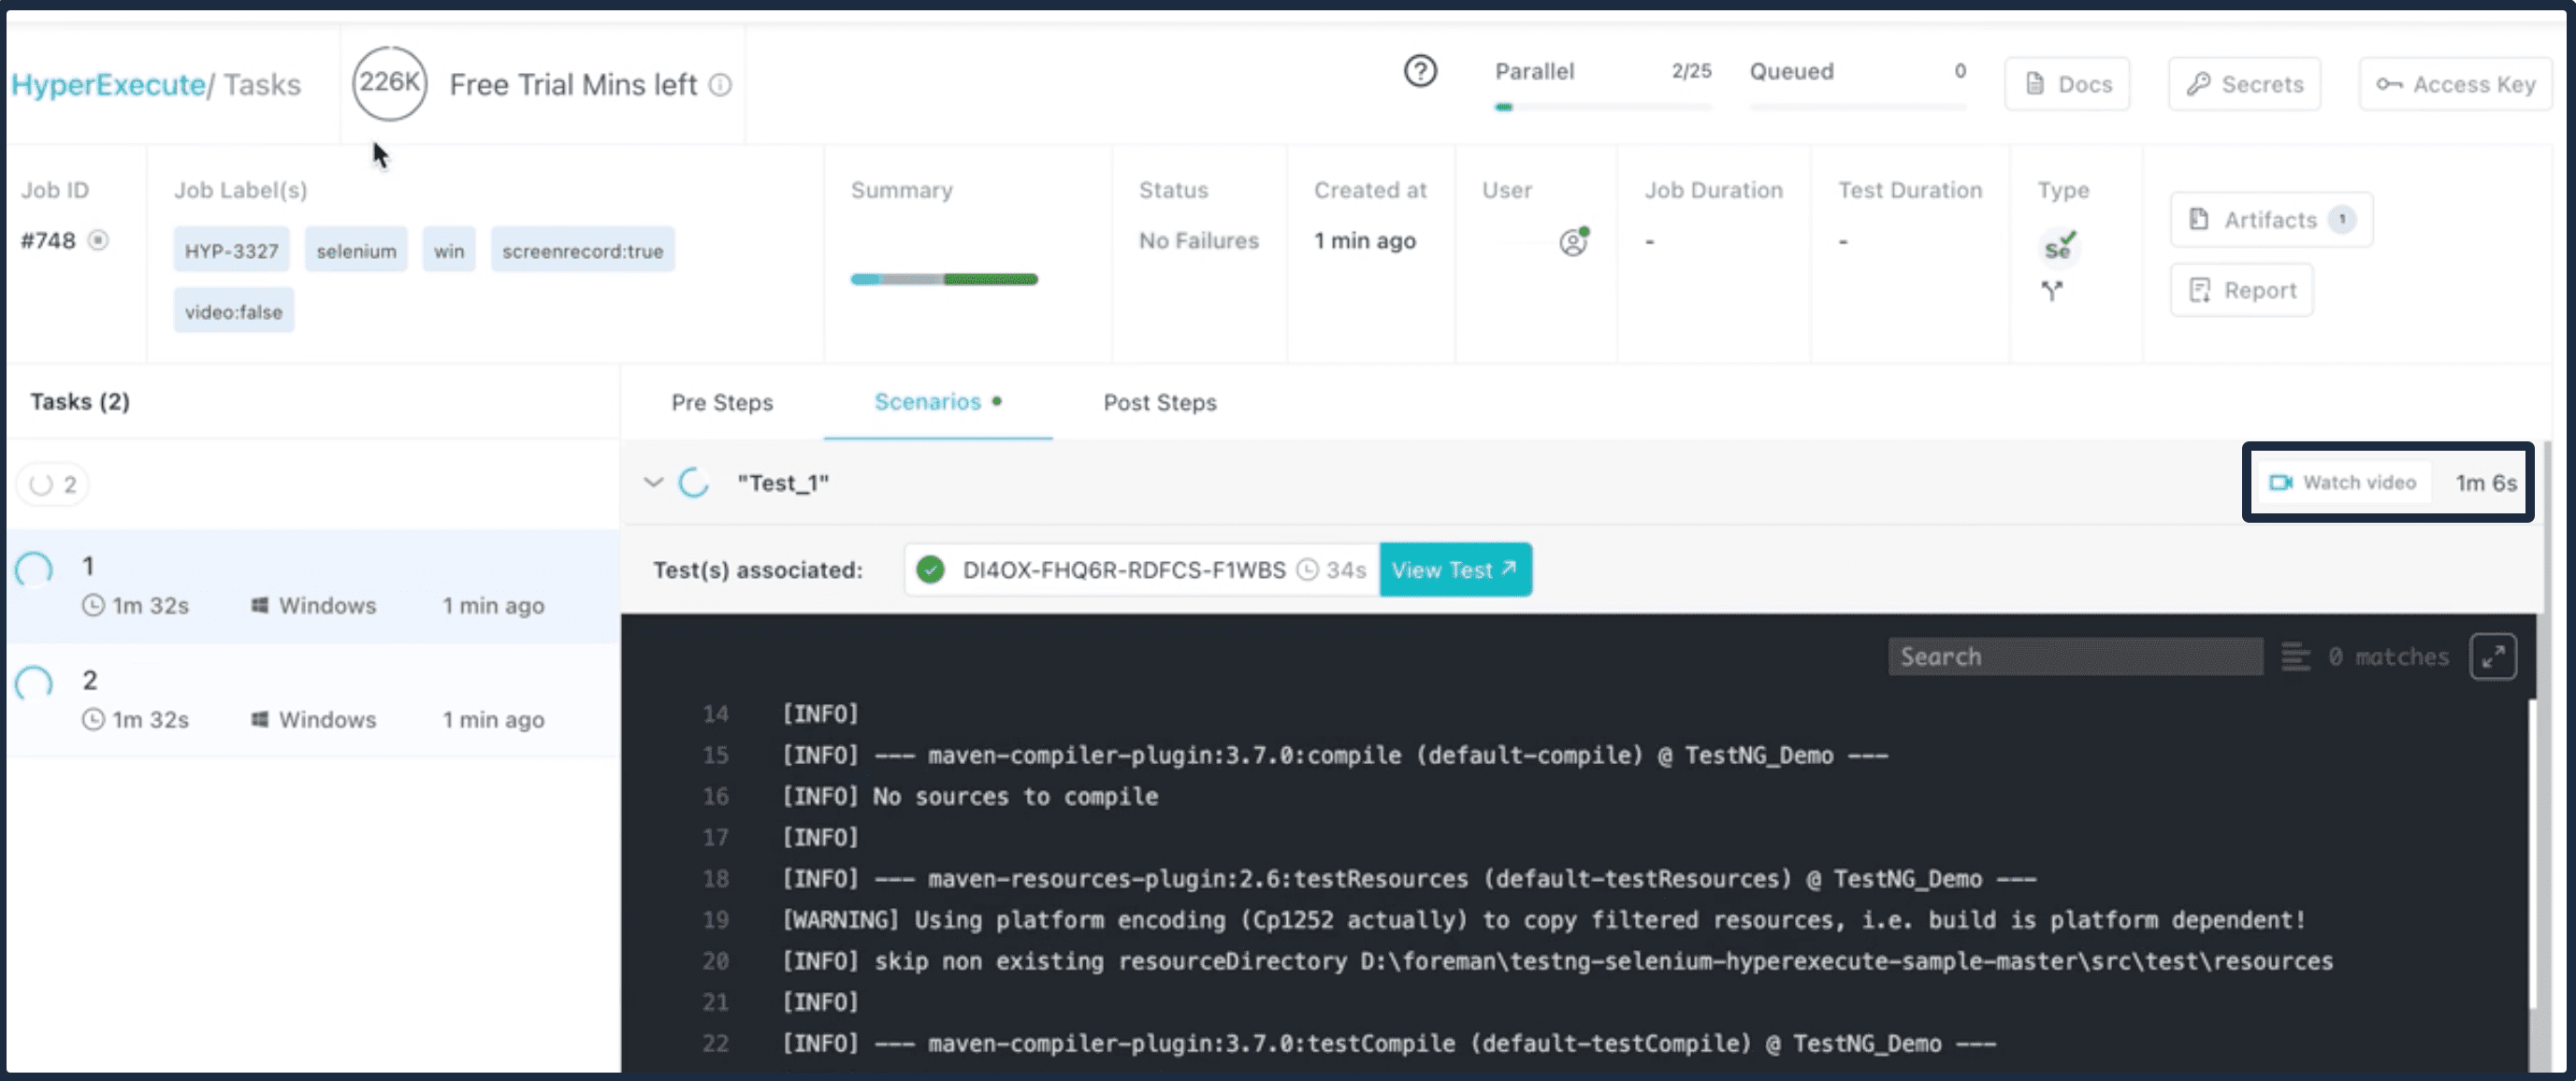 HyperExecute/ Tasks
226K Free Trial Mins left
Parallel 2/25
Queued 0
Docs
Secrets
Access Key
Job ID
#748
Job Label(s)
HYP-3327 selenium win screenrecord:true
video:false
Summary
Status
No Failures
Created at
1 min ago
User
Job Duration
-
Test Duration
-
Type
Se
Artifacts 1
Report
Tasks (2)
2
1
1m 32s Windows 1 min ago
2
1m 32s Windows 1 min ago
Pre Steps Scenarios Post Steps
"Test_1"
Watch video 1m 6s
Test(s) associated: DI4OX-FHQ6R-RDFCS-F1WBS 34s View Test
Search 0 matches
14 [INFO]
15 [INFO] --- maven-compiler-plugin:3.7.0:compile (default-compile) @ TestNG_Demo ---
16 [INFO] No sources to compile
17 [INFO]
18 [INFO] --- maven-resources-plugin:2.6:testResources (default-testResources) @ TestNG_Demo ---
19 [WARNING] Using platform encoding (Cp1252 actually) to copy filtered resources, i.e. build is platform dependent!
20 [INFO] skip non existing resourceDirectory D:\foreman\testng-selenium-hyperexecute-sample-master\src\test\resources
21 [INFO]
22 [INFO] --- maven-compiler-plugin:3.7.0:testCompile (default-testCompile) @ TestNG_Demo ---